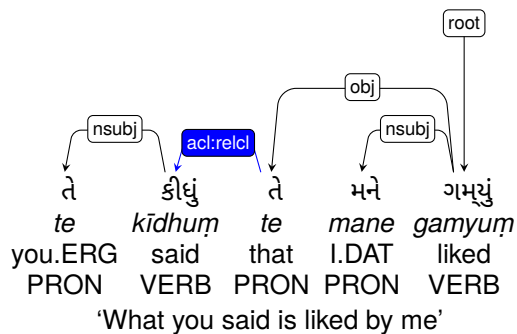 root
obj
nsubj acl:relcl nsubj
તે કીધું તે મને ગમ્યું
te kīdhuṃ te mane gamyuṃ
you.ERG said that I.DAT liked
PRON VERB PRON PRON VERB
‘What you said is liked by me’